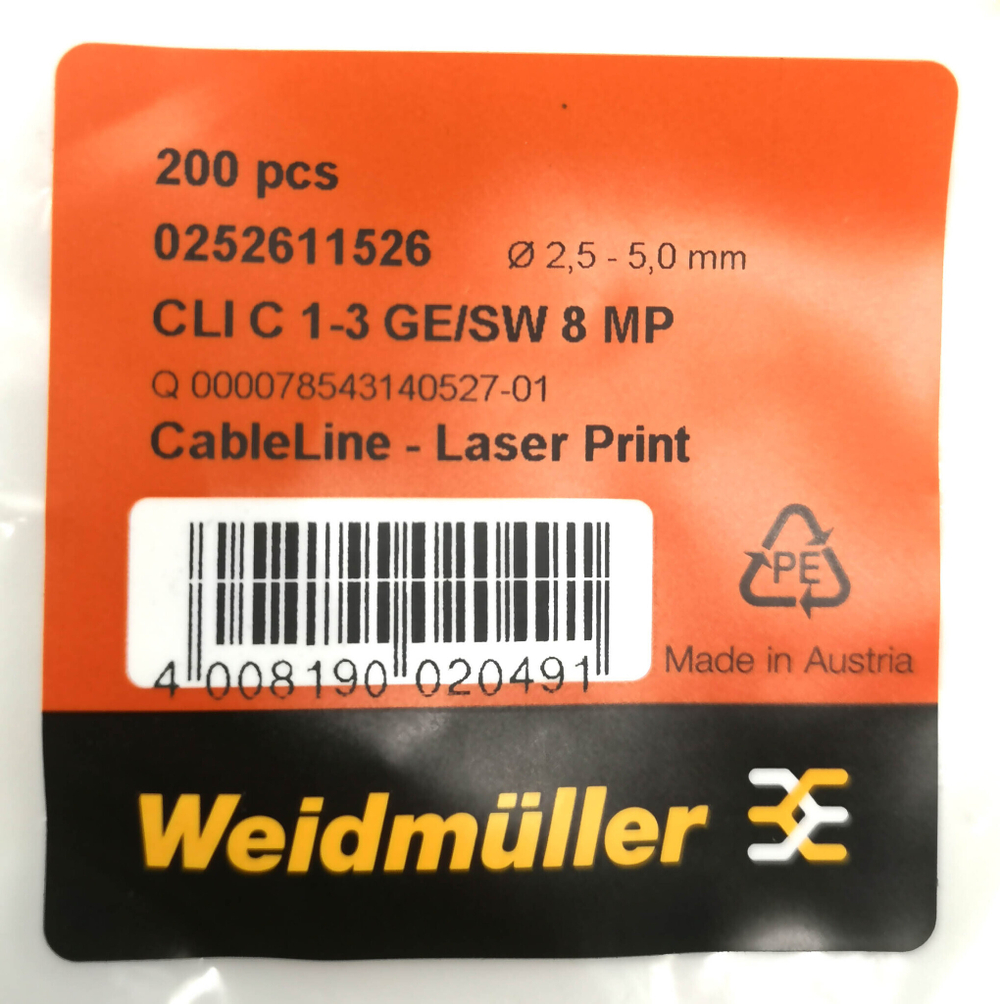 200 pcs
0252611526 Ø 2,5 - 5,0 mm
CLI C 1-3 GE/SW 8 MP
Q 000078543140527-01
CableLine - Laser Print
PE
4 008190 020491
Made in Austria
Weidmüller